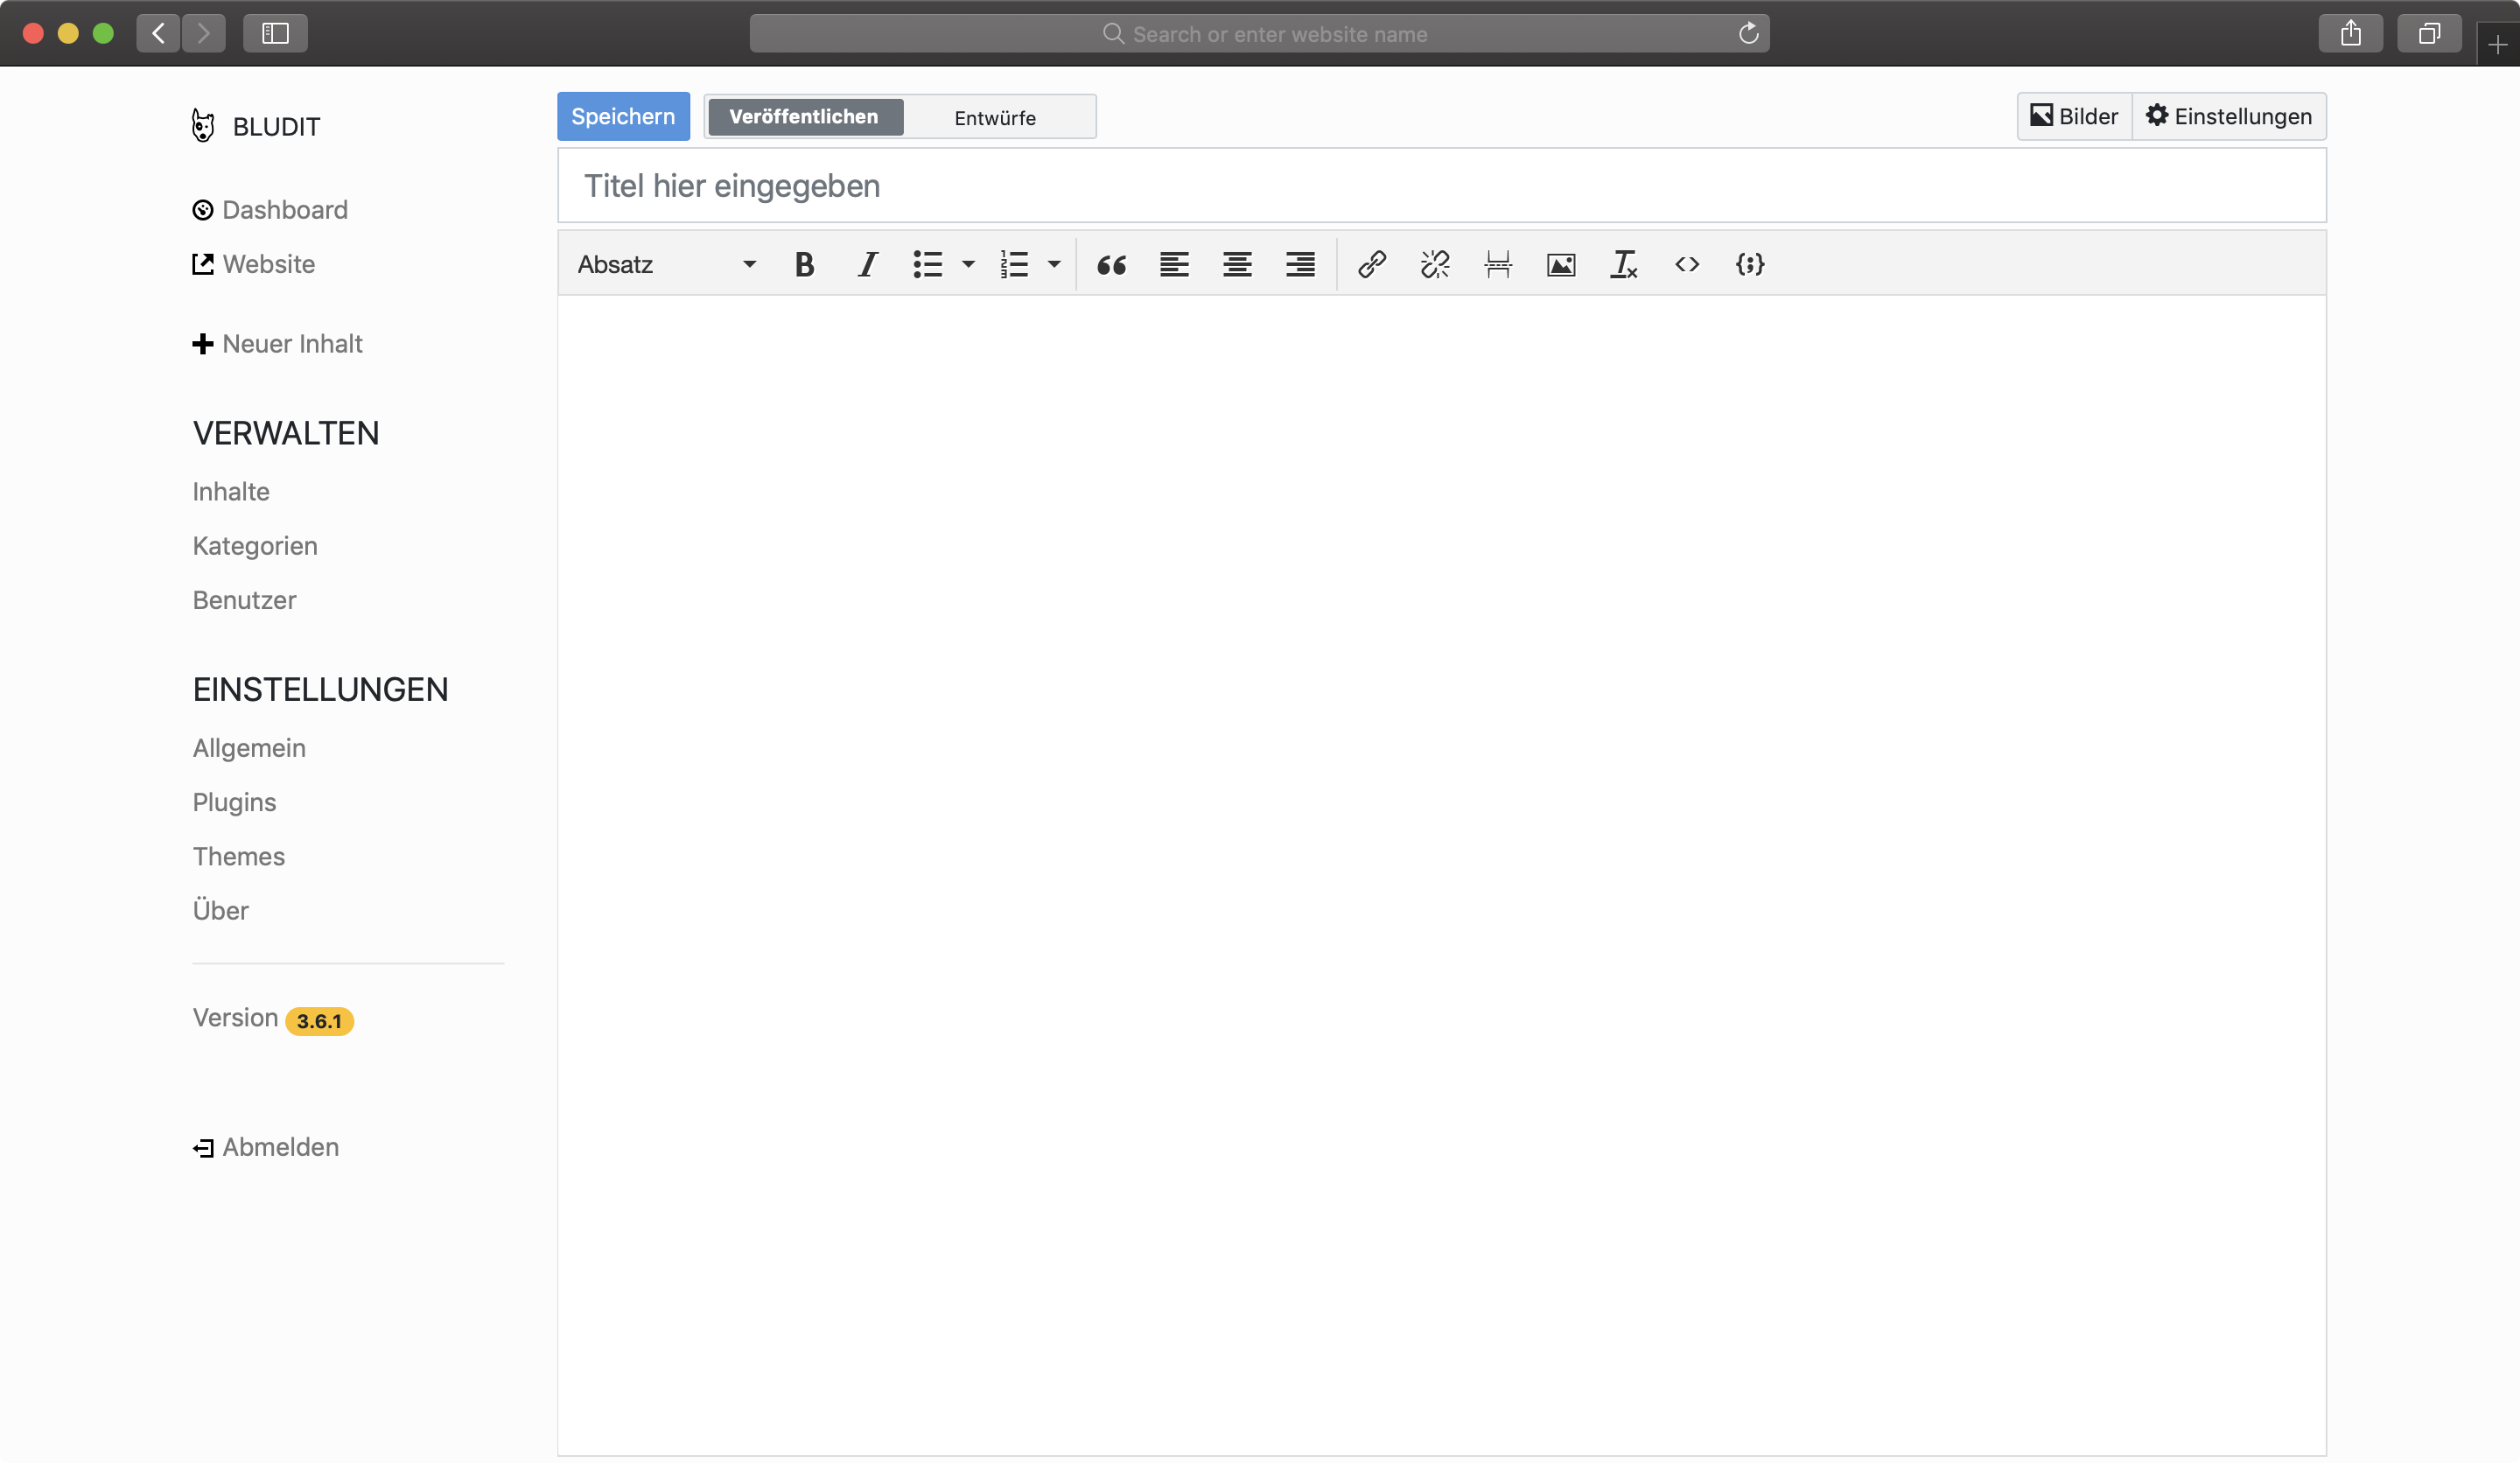 Search or enter website name
BLUDIT
Dashboard
Website
Neuer Inhalt
VERWALTEN
Inhalte
Kategorien
Benutzer
EINSTELLUNGEN
Allgemein
Plugins
Themes
Über
Version 3.6.1
Abmelden
Speichern Veröffentlichen Entwürfe Bilder Einstellungen
Titel hier eingegeben
Absatz